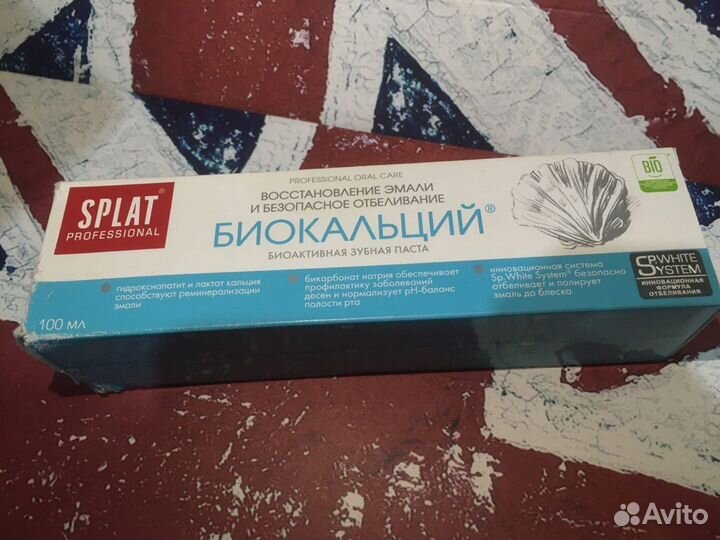 SPLAT®
PROFESSIONAL
100 мл
PROFESSIONAL ORAL CARE
ВОССТАНОВЛЕНИЕ ЭМАЛИ
И БЕЗОПАСНОЕ ОТБЕЛИВАНИЕ
БИОКАЛЬЦИЙ®
БИОАКТИВНАЯ ЗУБНАЯ ПАСТА
гидроксиапатит и лактат кальция
способствуют реминерализации
эмали
бикарбонат натрия обеспечивает
профилактику заболеваний
десен и нормализует pH-баланс
полости рта
инновационная система
Sp.White System® безопасно
отбеливает и полирует
эмаль до блеска
BIO
SP.WHITE
SYSTEM
ИННОВАЦИОННАЯ
ФОРМУЛА
ОТБЕЛИВАНИЯ
Avito